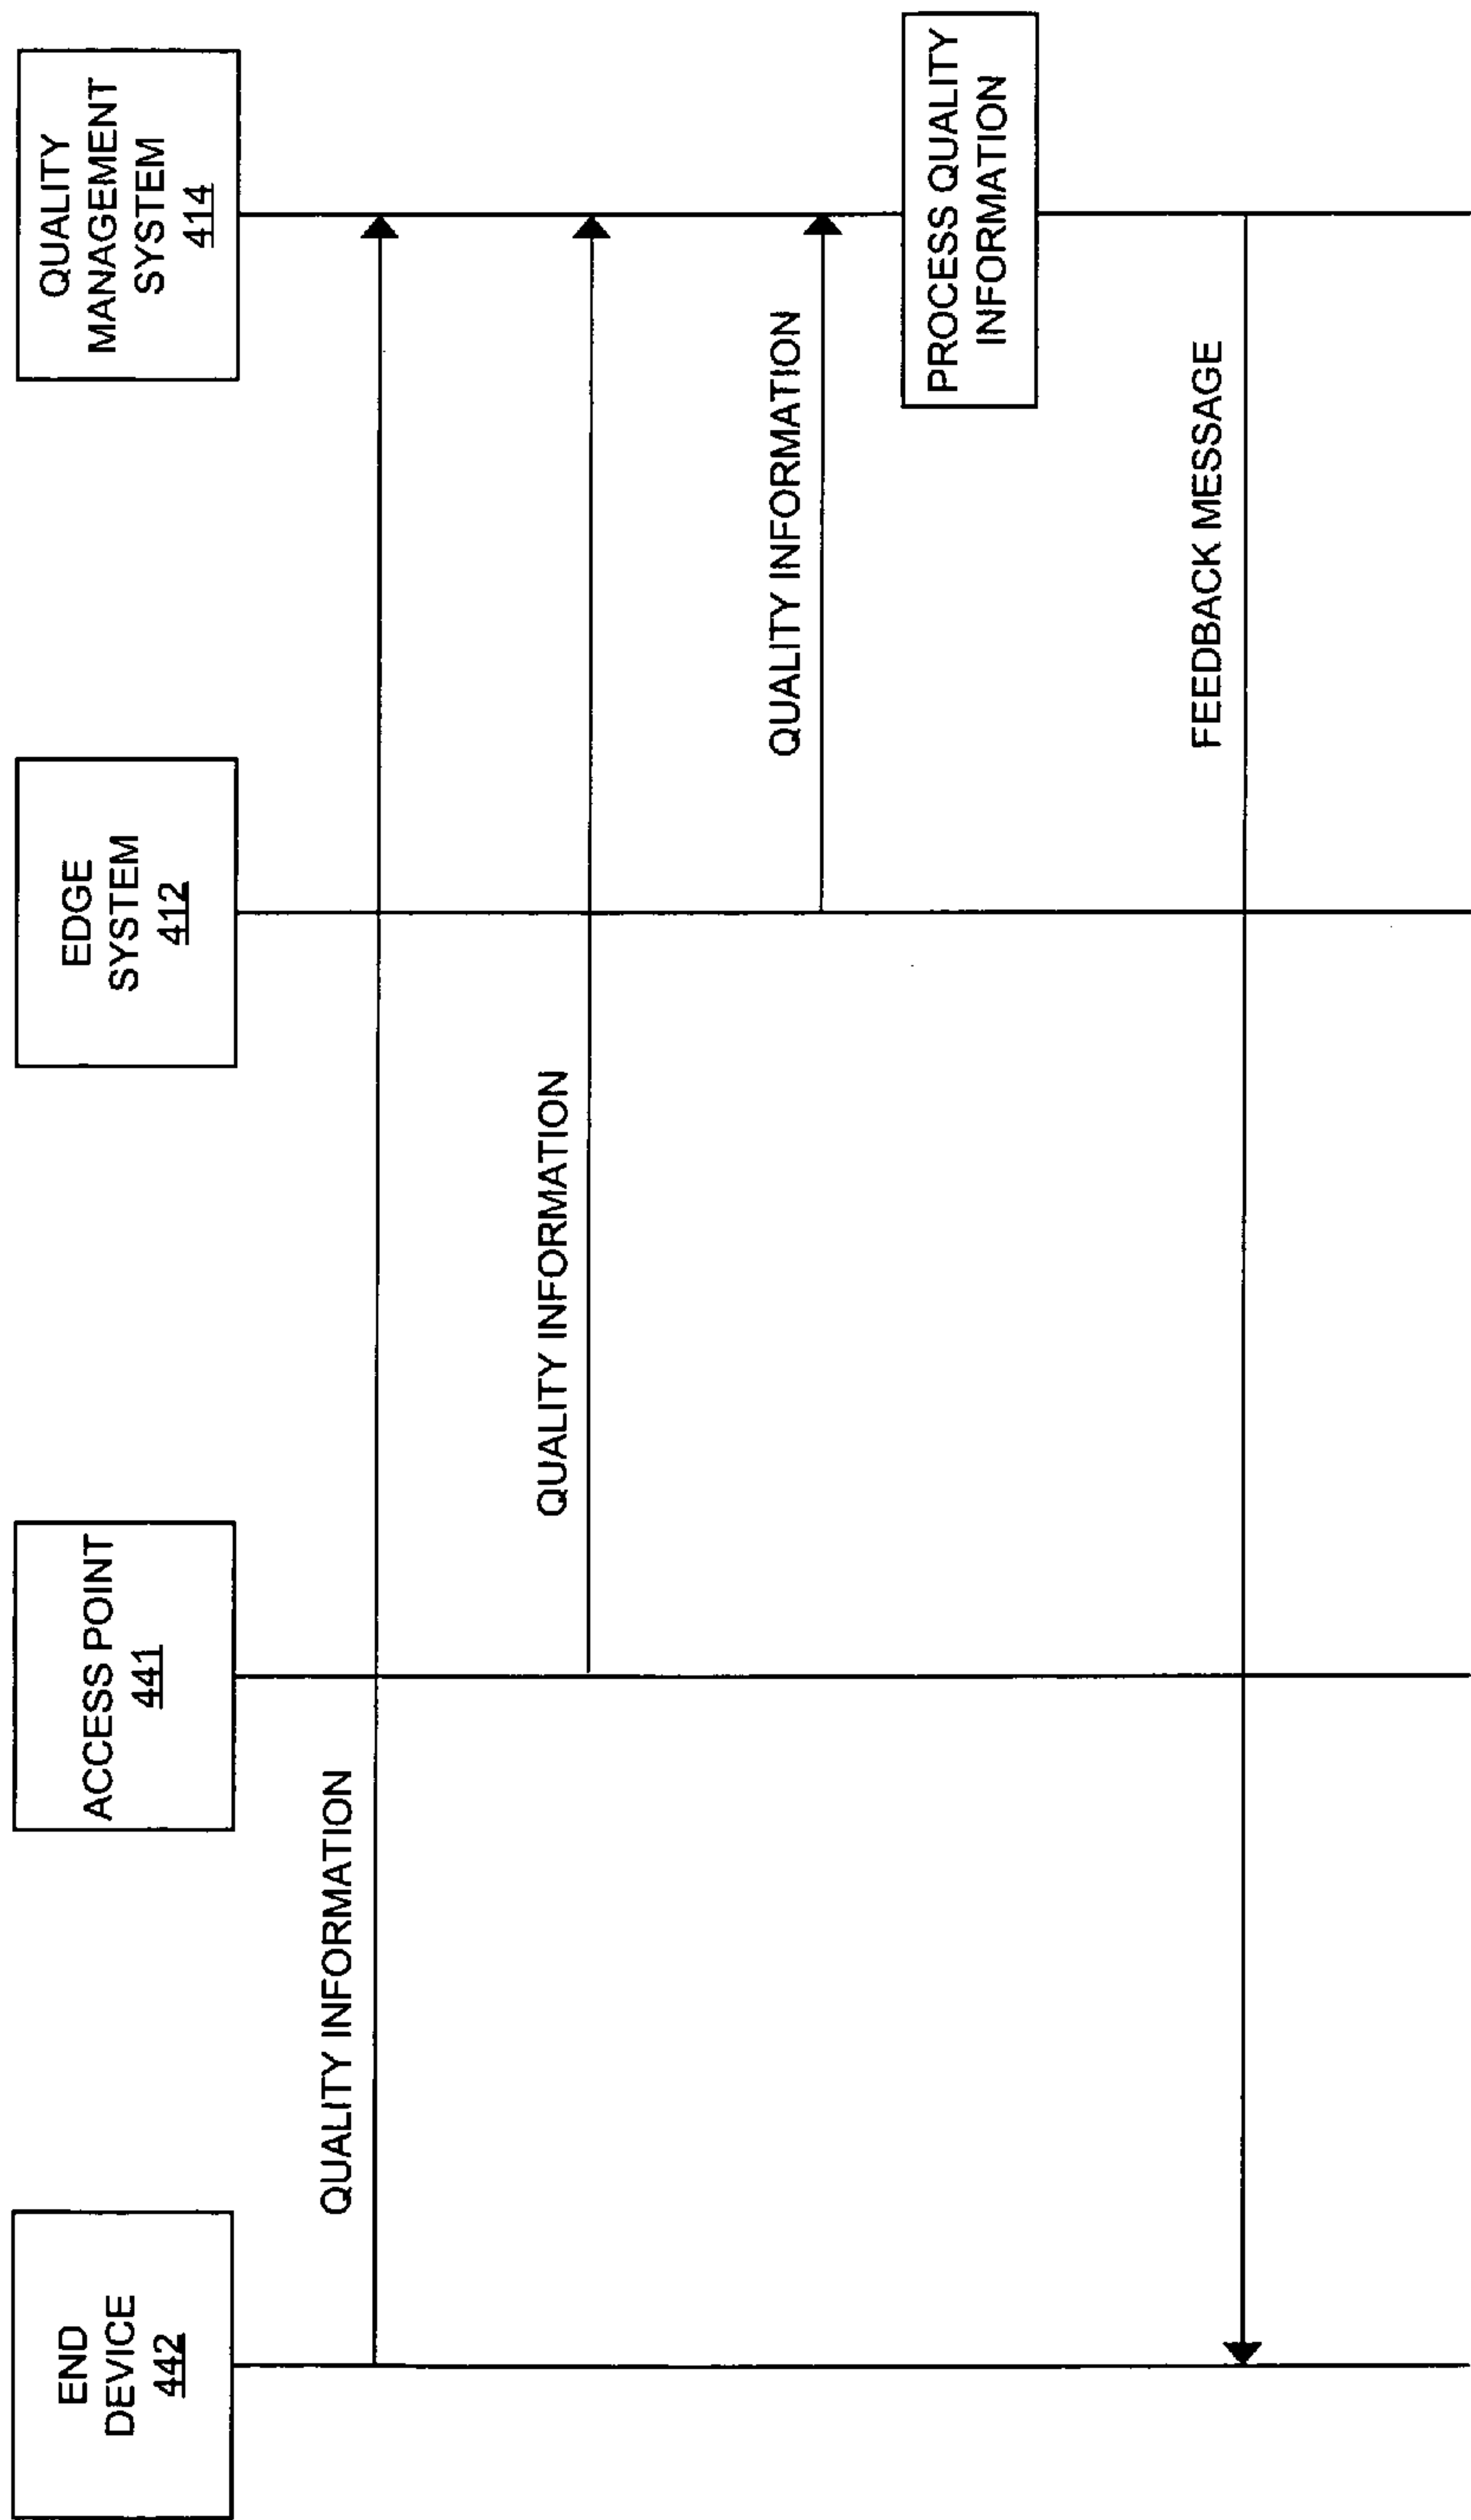 END
DEVICE
442
ACCESS POINT
441
EDGE
SYSTEM
412
QUALITY
MANAGEMENT
SYSTEM
414
QUALITY INFORMATION
QUALITY INFORMATION
QUALITY INFORMATION
PROCESS QUALITY
INFORMATION
FEEDBACK MESSAGE